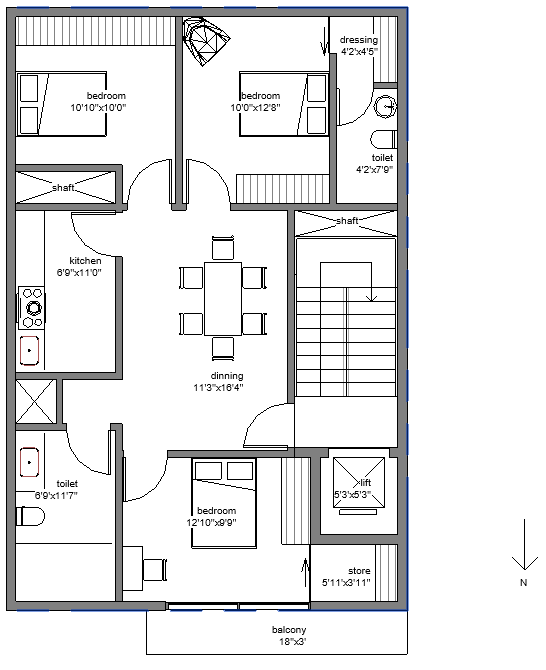 dressing
4'2"x4'5"
bedroom
10'10"x10'0"
bedroom
10'0"x12'8"
toilet
4'2"x7'9"
shaft
shaft
kitchen
6'9"x11'0"
dinning
11'3"x16'4"
toilet
6'9"x11'7"
lift
5'3'x5'3"
bedroom
12'10"x9'9"
store
5'11"x3'11"
N
balcony
18"x3'